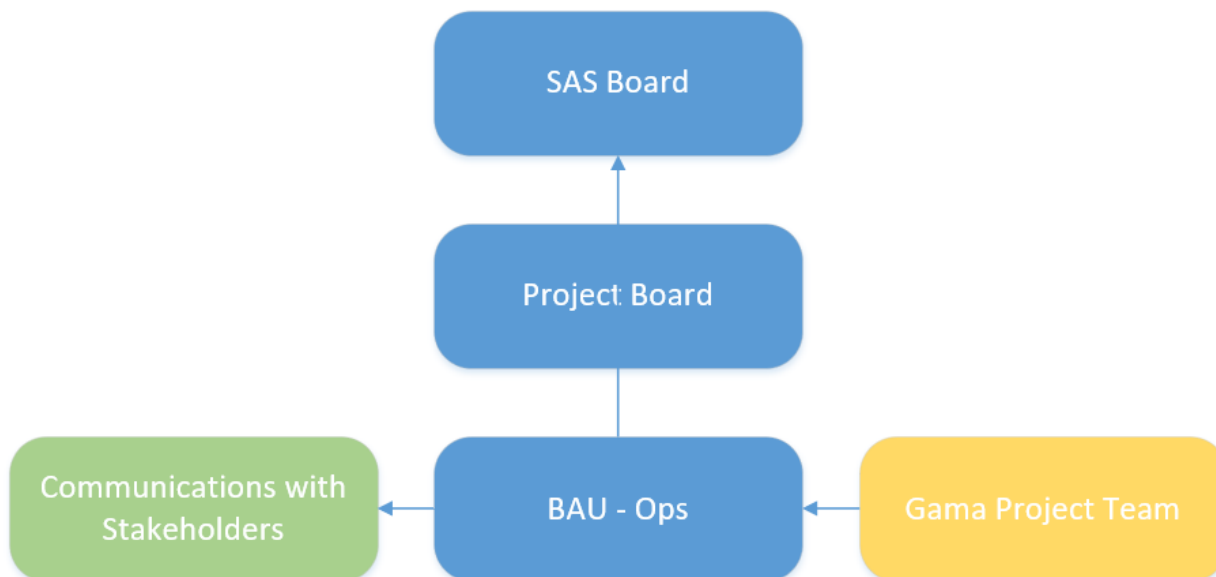 SAS Board
Project Board
Communications with
Stakeholders
BAU - Ops
Gama Project Team